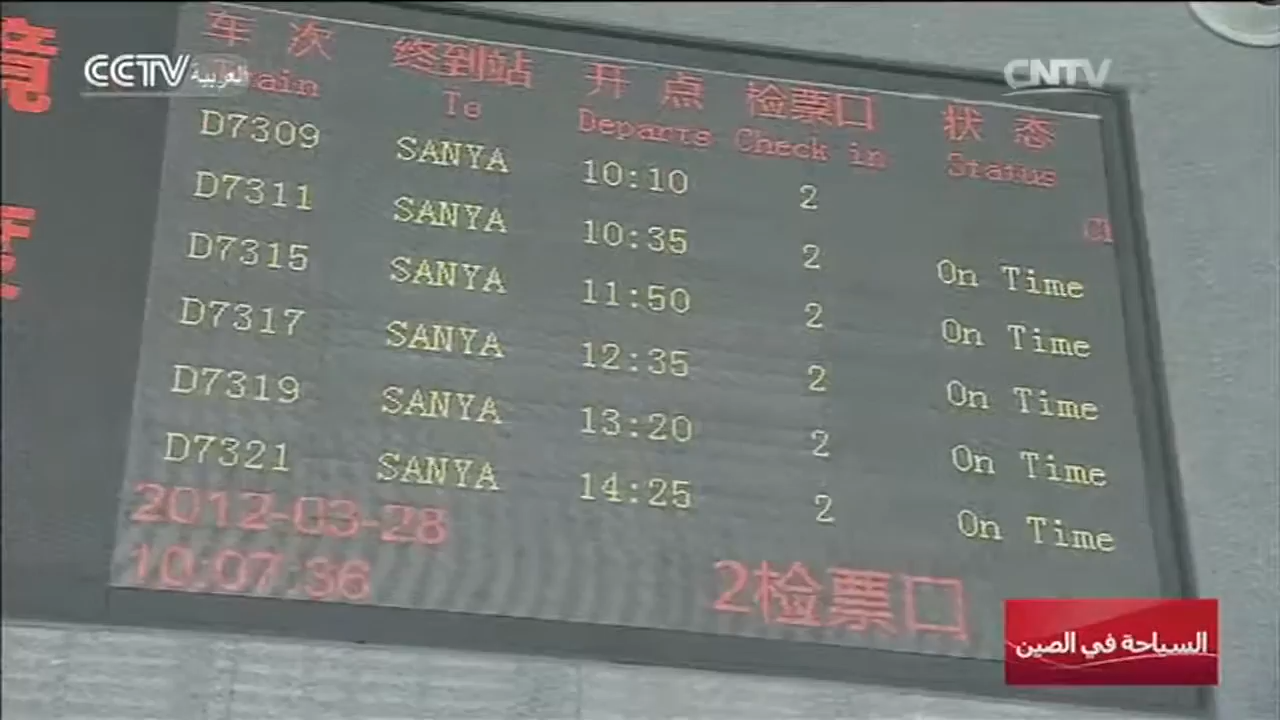 CCTV العربية
CNTV
车次 终到站 开点 检票口 状态
Train To Departs Check in Status
D7309 SANYA 10:10 2
D7311 SANYA 10:35 2 On Time
D7315 SANYA 11:50 2 On Time
D7317 SANYA 12:35 2 On Time
D7319 SANYA 13:20 2 On Time
D7321 SANYA 14:25 2 On Time
2012-03-28
10:07:36
2检票口
السياحة في الصين